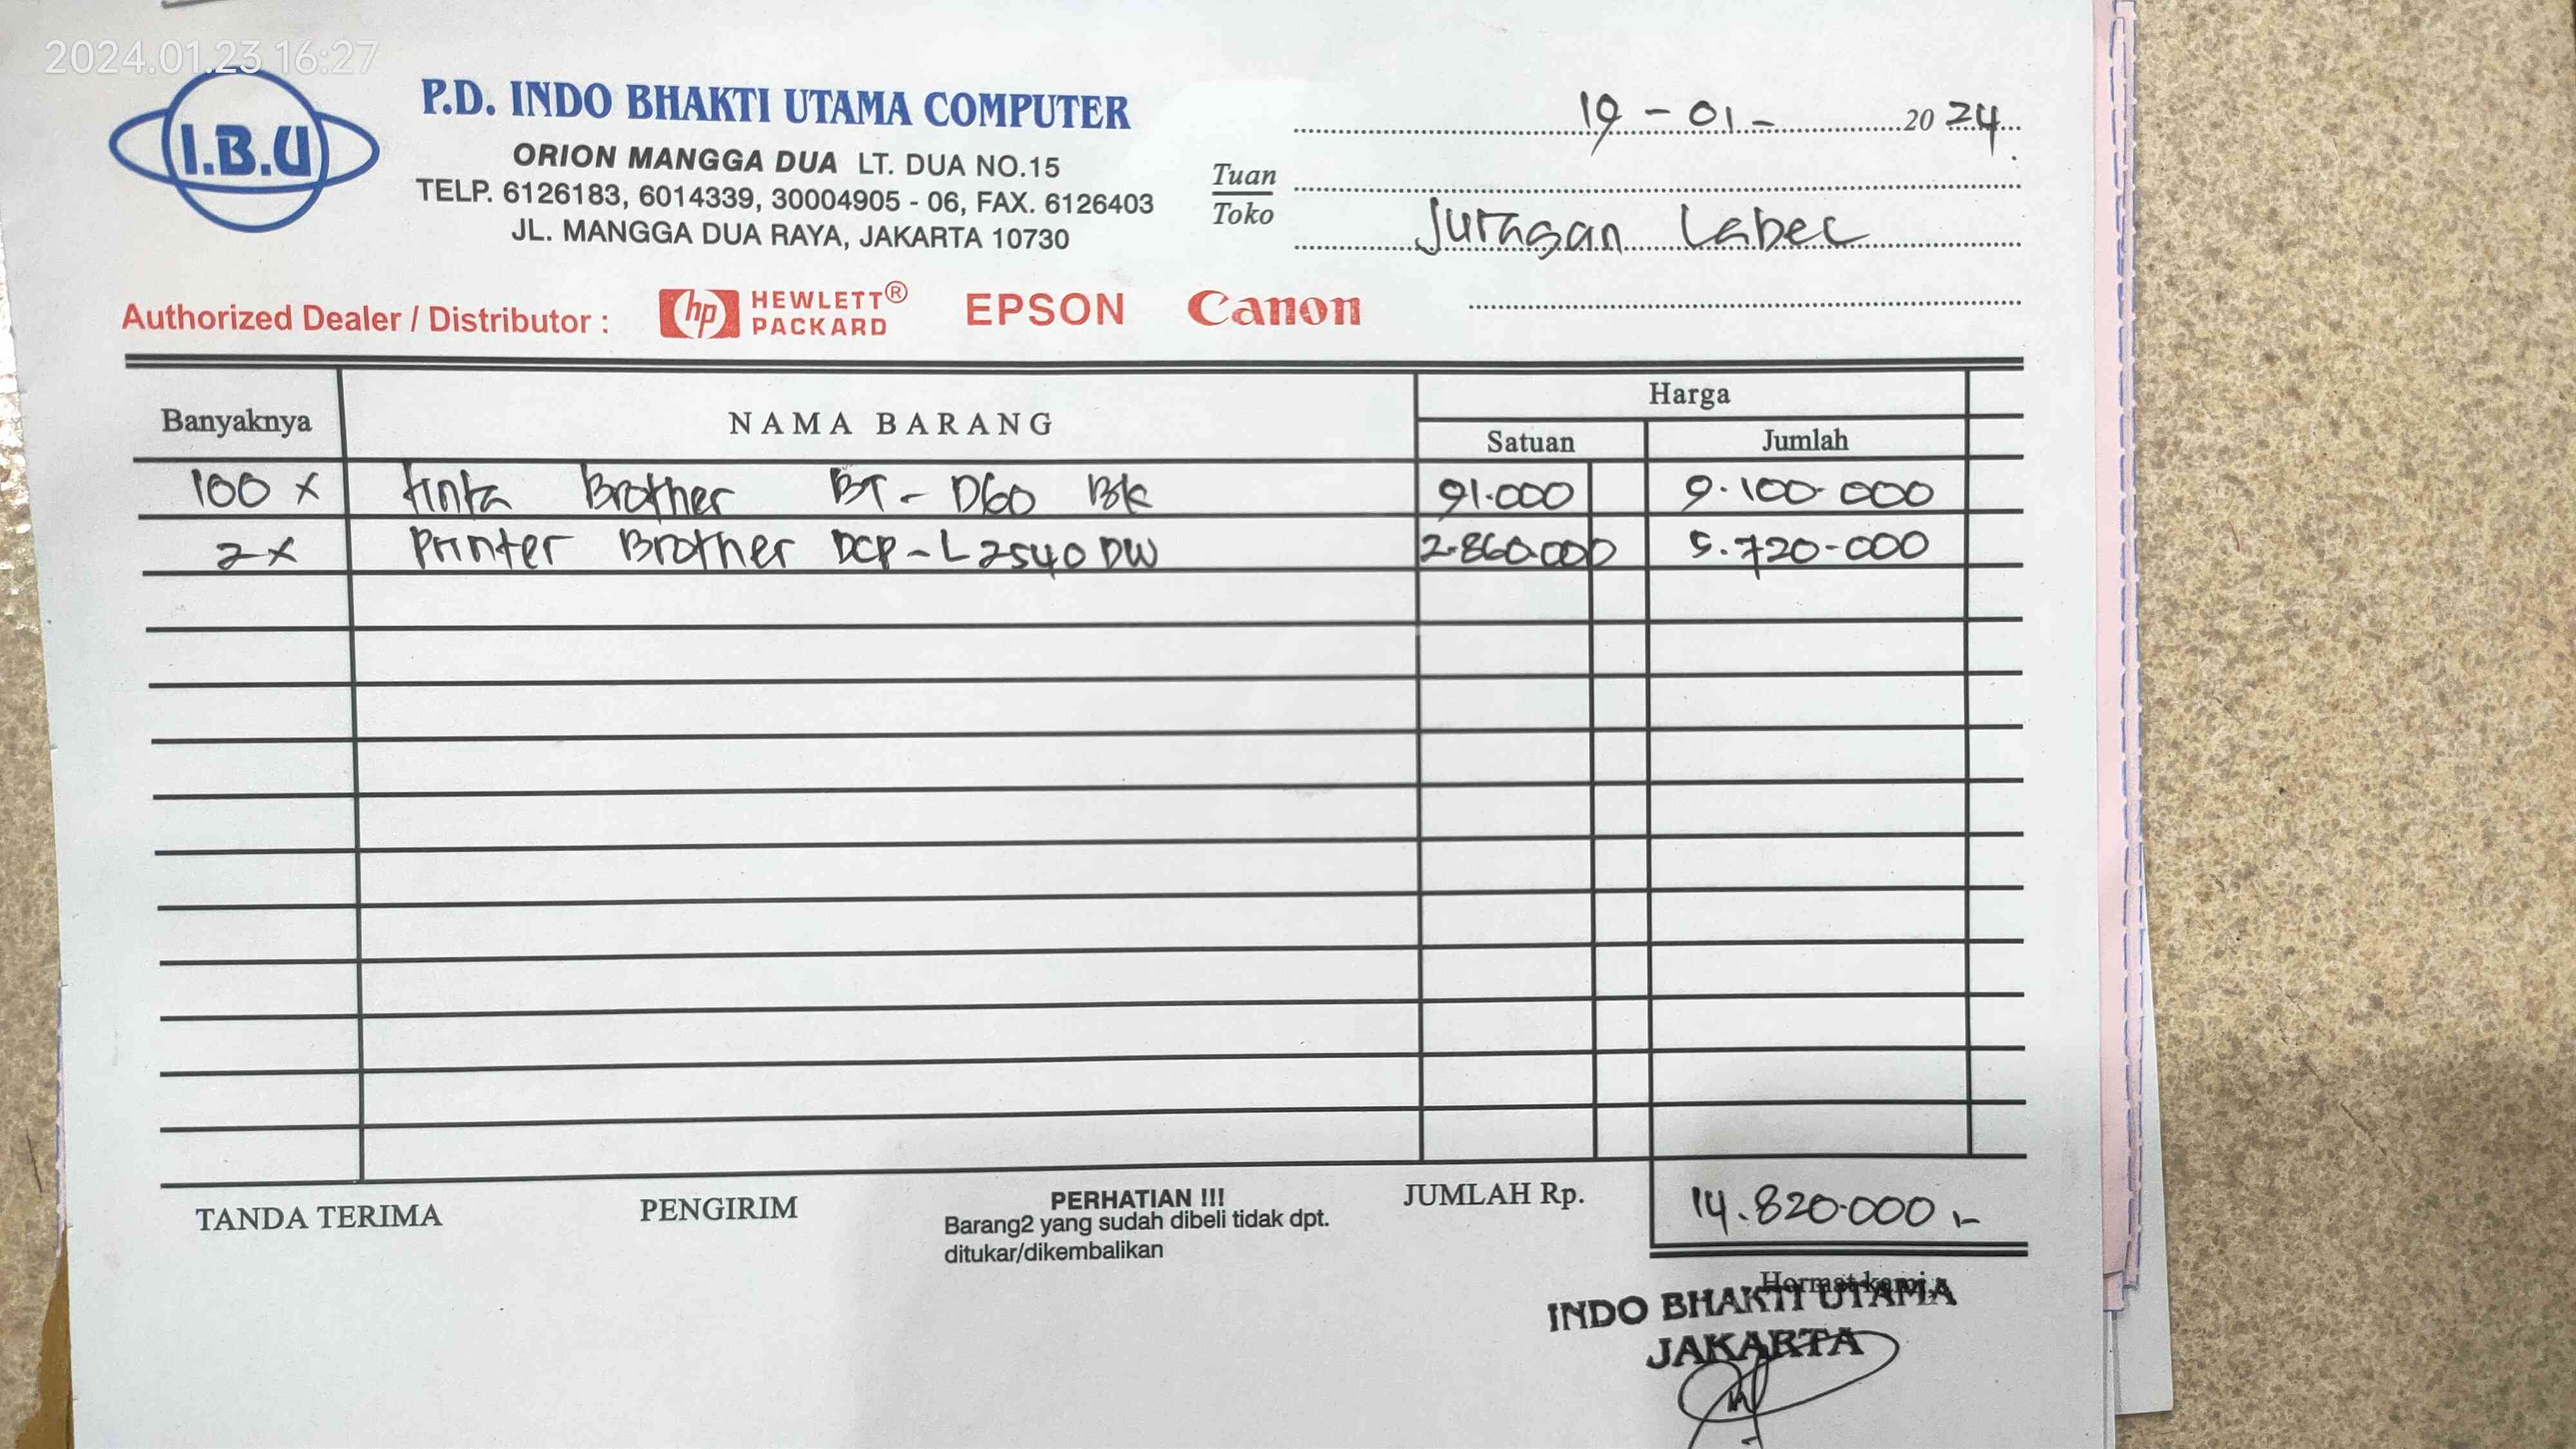 2024.01.23 16:27
I.B.U
P.D. INDO BHAKTI UTAMA COMPUTER
ORION MANGGA DUA LT. DUA NO.15
TELP. 6126183, 6014339, 30004905 - 06, FAX. 6126403
JL. MANGGA DUA RAYA, JAKARTA 10730
19 - 01 - 20 24.
Tuan
Toko
Juragan Label
Authorized Dealer / Distributor : hp HEWLETT® PACKARD EPSON Canon
Banyaknya NAMA BARANG Harga
Satuan Jumlah
100 x tinta Brother BT - D60 BK 91.000 9.100.000
2x Printer Brother DCP - L2540 DW 2.860.000 5.720.000
TANDA TERIMA PENGIRIM PERHATIAN !!! JUMLAH Rp. 14.820.000 ,-
Barang2 yang sudah dibeli tidak dpt.
ditukar/dikembalikan
Hormat kami,
INDO BHAKTI UTAMA
JAKARTA